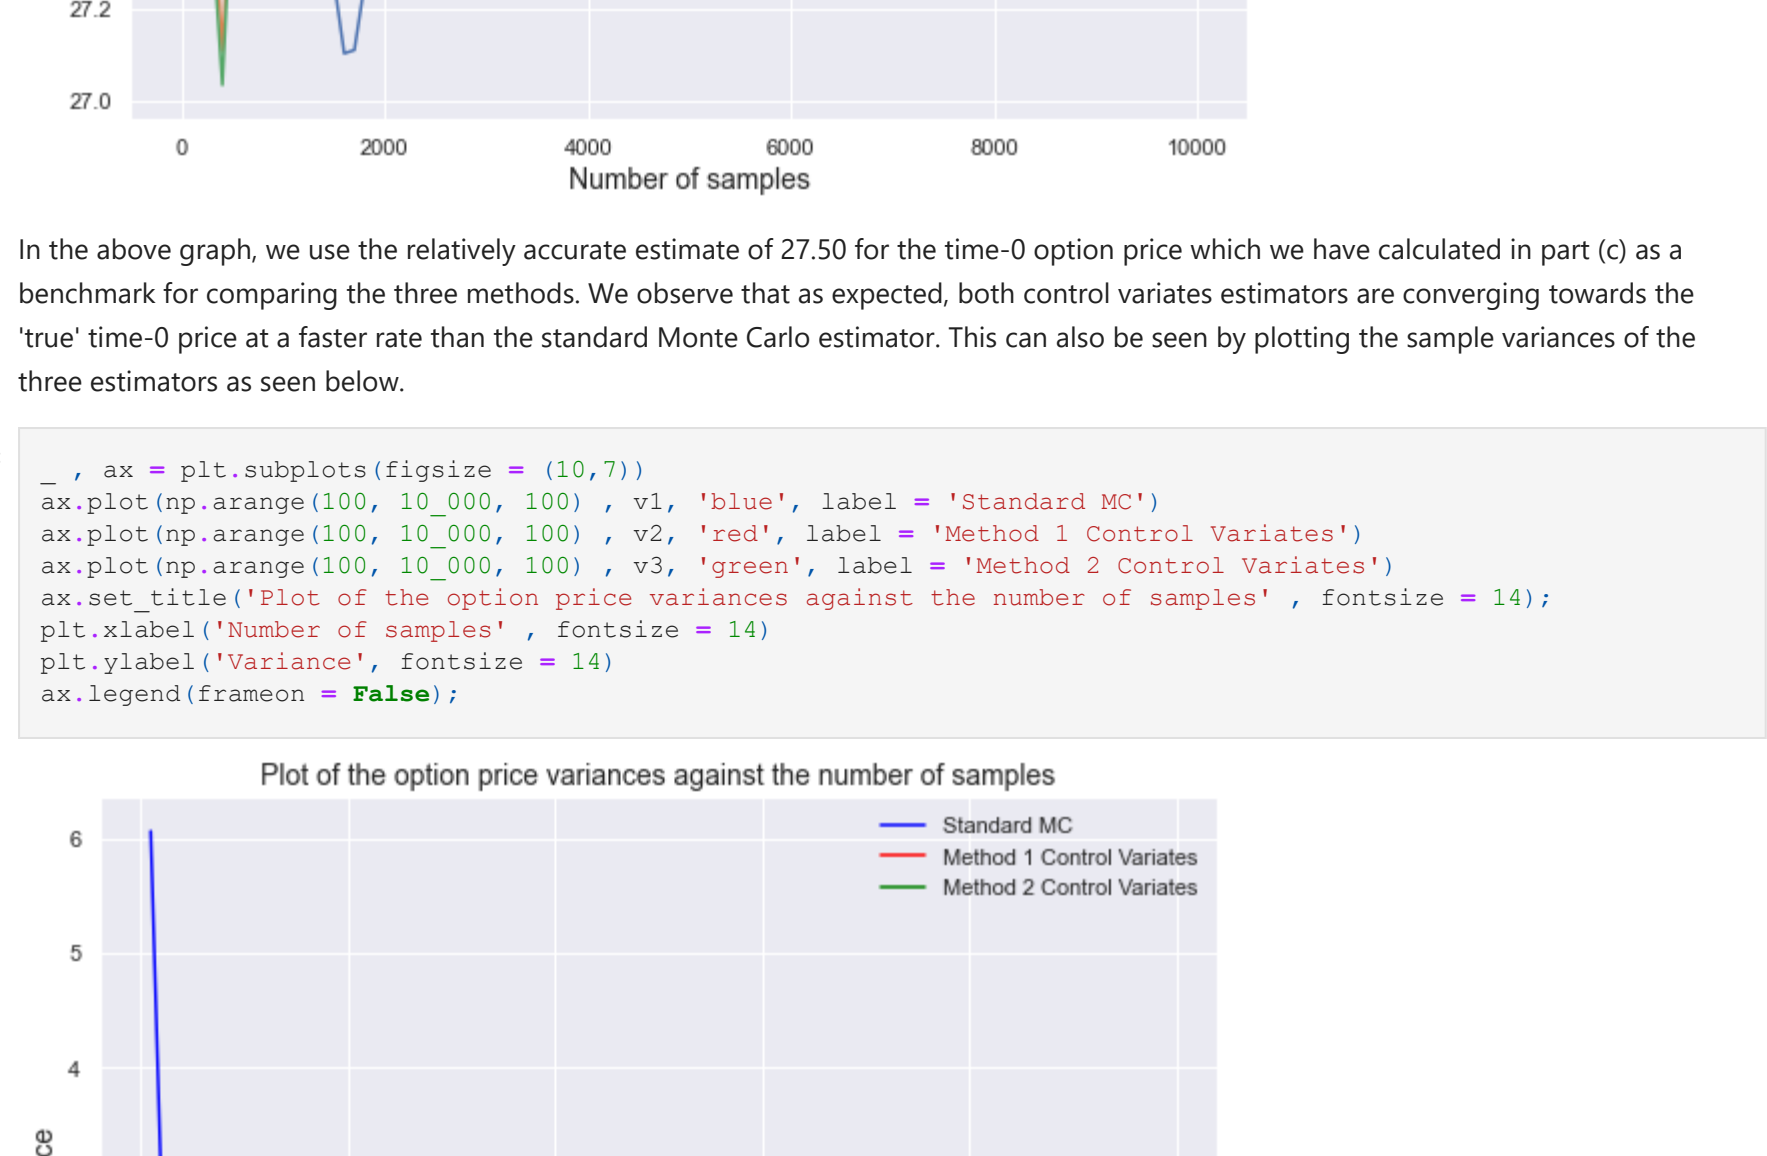 27.2
27.0
0 2000 4000 6000 8000 10000
Number of samples
In the above graph, we use the relatively accurate estimate of 27.50 for the time-0 option price which we have calculated in part (c) as a
benchmark for comparing the three methods. We observe that as expected, both control variates estimators are converging towards the
'true' time-0 price at a faster rate than the standard Monte Carlo estimator. This can also be seen by plotting the sample variances of the
three estimators as seen below.
_ , ax = plt.subplots(figsize = (10,7))
ax.plot(np.arange(100, 10_000, 100) , v1, 'blue', label = 'Standard MC')
ax.plot(np.arange(100, 10_000, 100) , v2, 'red', label = 'Method 1 Control Variates')
ax.plot(np.arange(100, 10_000, 100) , v3, 'green', label = 'Method 2 Control Variates')
ax.set_title('Plot of the option price variances against the number of samples' , fontsize = 14);
plt.xlabel('Number of samples' , fontsize = 14)
plt.ylabel('Variance', fontsize = 14)
ax.legend(frameon = False);
Plot of the option price variances against the number of samples
Standard MC
Method 1 Control Variates
Method 2 Control Variates
6
5
4
ce